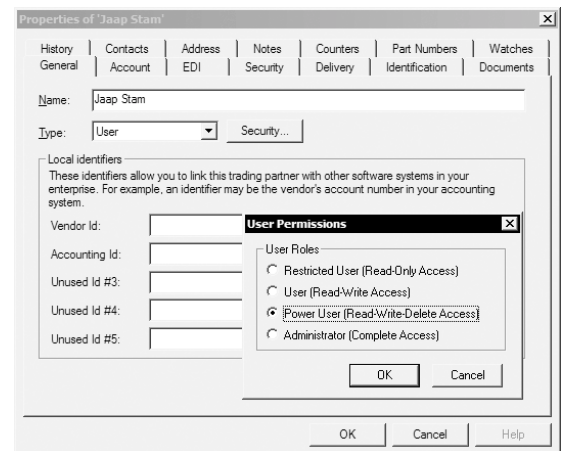 Properties of 'Jaap Stam'
History Contacts Address Notes Counters Part Numbers Watches
General Account EDI Security Delivery Identification Documents
Name: Jaap Stam
Type: User Security...
Local identifiers
These identifiers allow you to link this trading partner with other software systems in your
enterprise. For example, an identifier may be the vendor's account number in your accounting
system.
Vendor Id:
Accounting Id:
Unused Id #3:
Unused Id #4:
Unused Id #5:
User Permissions
User Roles
Restricted User (Read-Only Access)
User (Read-Write Access)
Power User (Read-Write-Delete Access)
Administrator (Complete Access)
OK Cancel
OK Cancel Help